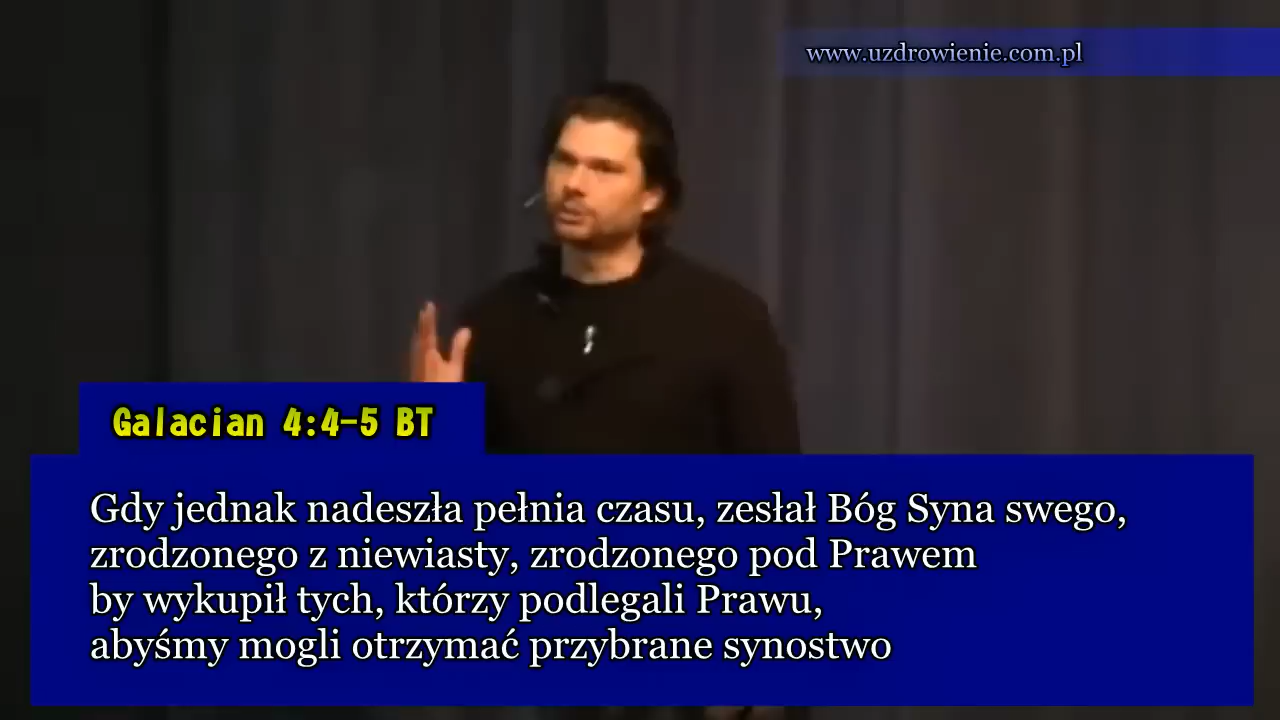 www.uzdrowienie.com.pl
Galacian 4:4-5 BT
Gdy jednak nadeszła pełnia czasu, zesłał Bóg Syna swego,
zrodzonego z niewiasty, zrodzonego pod Prawem
by wykupił tych, którzy podlegali Prawu,
abyśmy mogli otrzymać przybrane synostwo